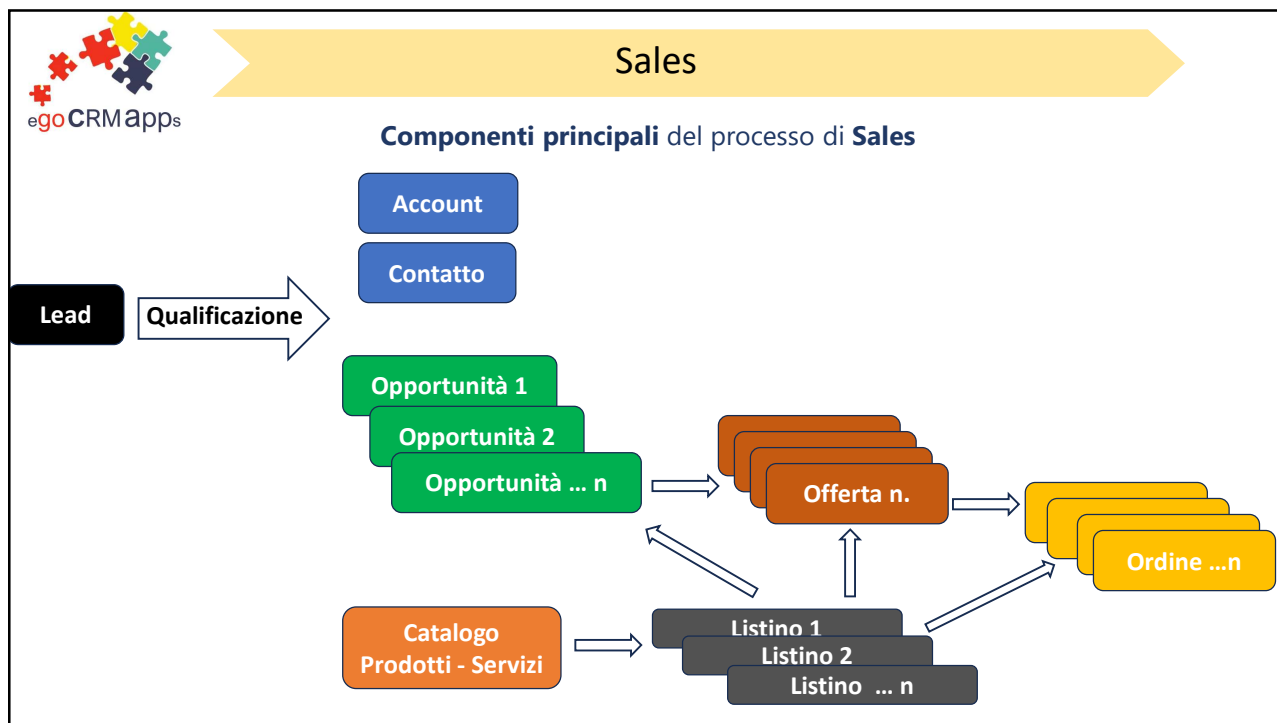 Sales
egoCRMapps
Componenti principali del processo di Sales
Account
Contatto
Lead
Qualificazione
Opportunità 1
Opportunità 2
Opportunità ... n
Offerta n.
Ordine ...n
Catalogo
Prodotti - Servizi
Listino 1
Listino 2
Listino ... n